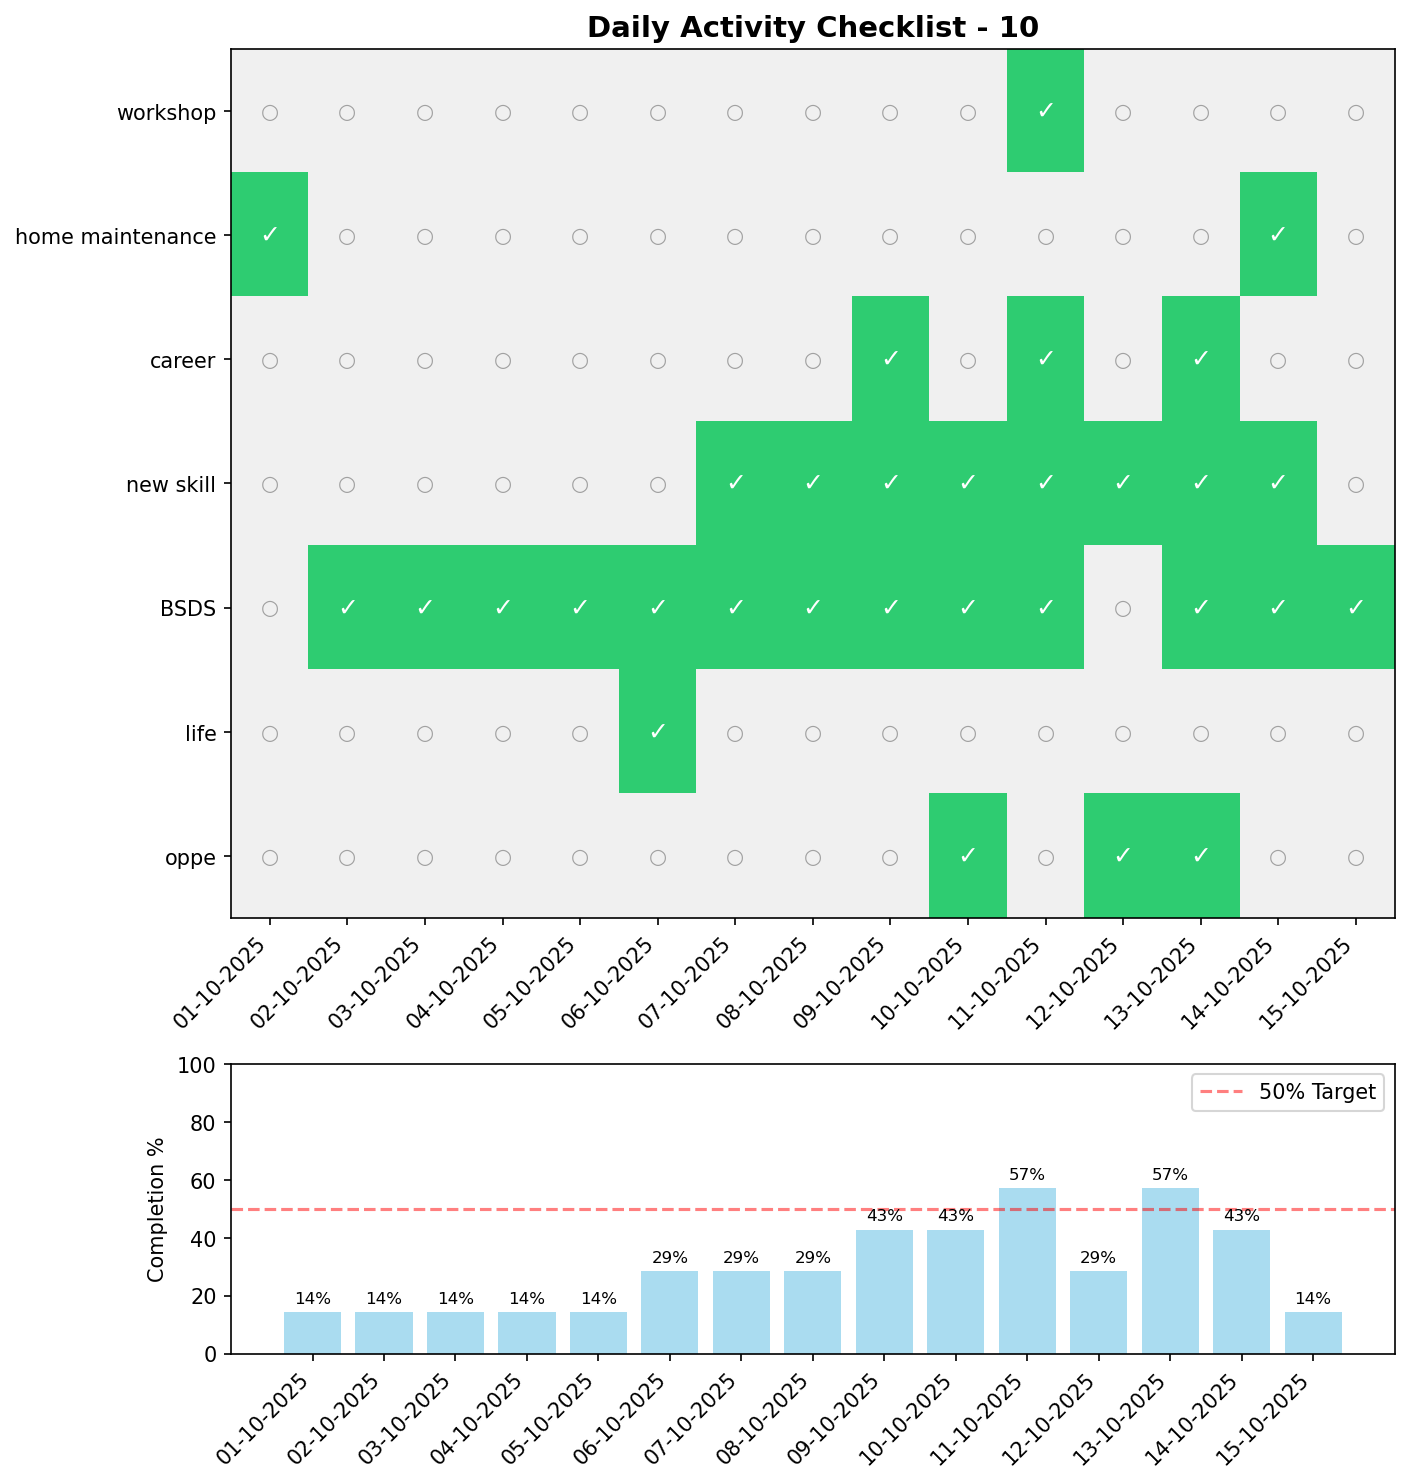 Daily Activity Checklist - 10
workshop ○ ○ ○ ○ ○ ○ ○ ○ ○ ○ ✓ ○ ○ ○ ○
home maintenance ✓ ○ ○ ○ ○ ○ ○ ○ ○ ○ ○ ○ ○ ✓ ○
career ○ ○ ○ ○ ○ ○ ○ ○ ✓ ○ ✓ ○ ✓ ○ ○
new skill ○ ○ ○ ○ ○ ○ ✓ ✓ ✓ ✓ ✓ ✓ ✓ ✓ ○
BSDS ○ ✓ ✓ ✓ ✓ ✓ ✓ ✓ ✓ ✓ ✓ ○ ✓ ✓ ✓
life ○ ○ ○ ○ ○ ✓ ○ ○ ○ ○ ○ ○ ○ ○ ○
oppe ○ ○ ○ ○ ○ ○ ○ ○ ○ ✓ ○ ✓ ✓ ○ ○
01-10-2025 02-10-2025 03-10-2025 04-10-2025 05-10-2025 06-10-2025 07-10-2025 08-10-2025 09-10-2025 10-10-2025 11-10-2025 12-10-2025 13-10-2025 14-10-2025 15-10-2025
50% Target
Completion %
100
80
60
40
20
0
14% 14% 14% 14% 14% 29% 29% 29% 43% 43% 57% 29% 57% 43% 14%
01-10-2025 02-10-2025 03-10-2025 04-10-2025 05-10-2025 06-10-2025 07-10-2025 08-10-2025 09-10-2025 10-10-2025 11-10-2025 12-10-2025 13-10-2025 14-10-2025 15-10-2025